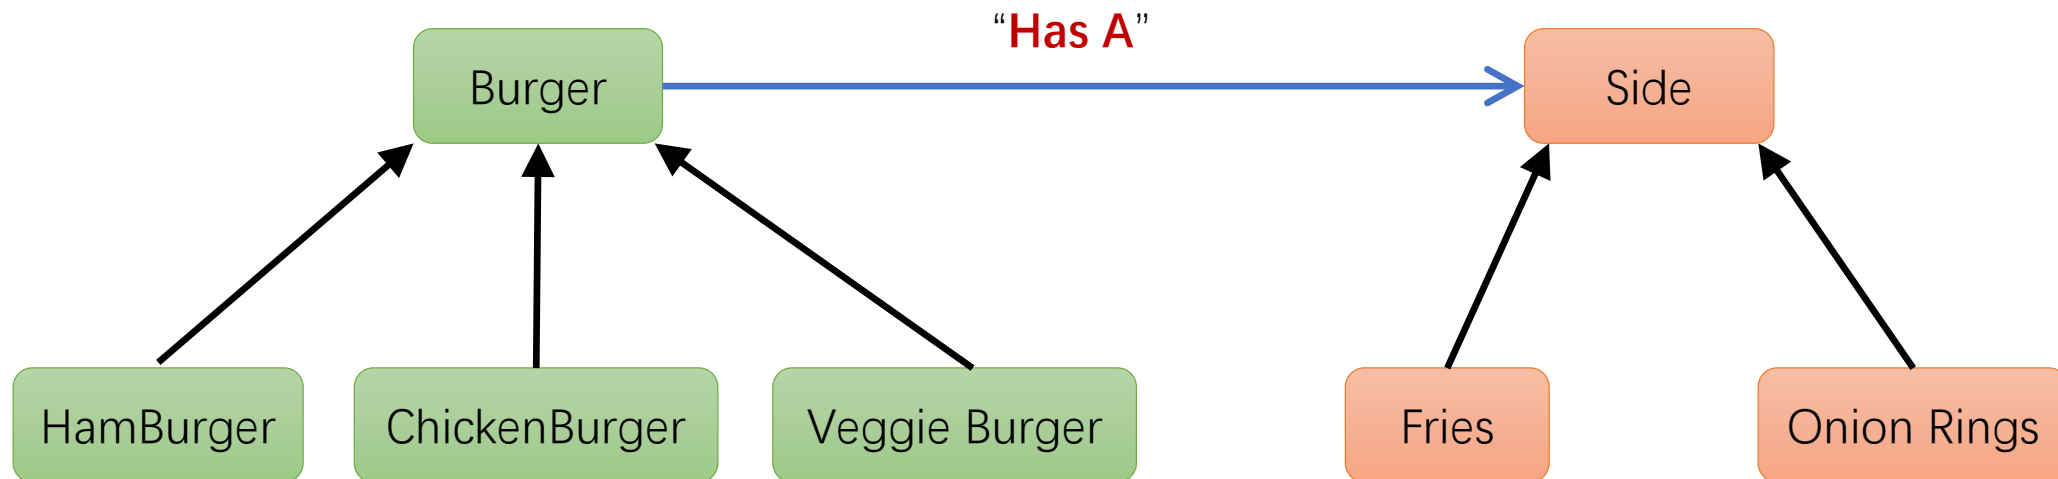 “Has A”
Burger
Side
HamBurger
ChickenBurger
Veggie Burger
Fries
Onion Rings